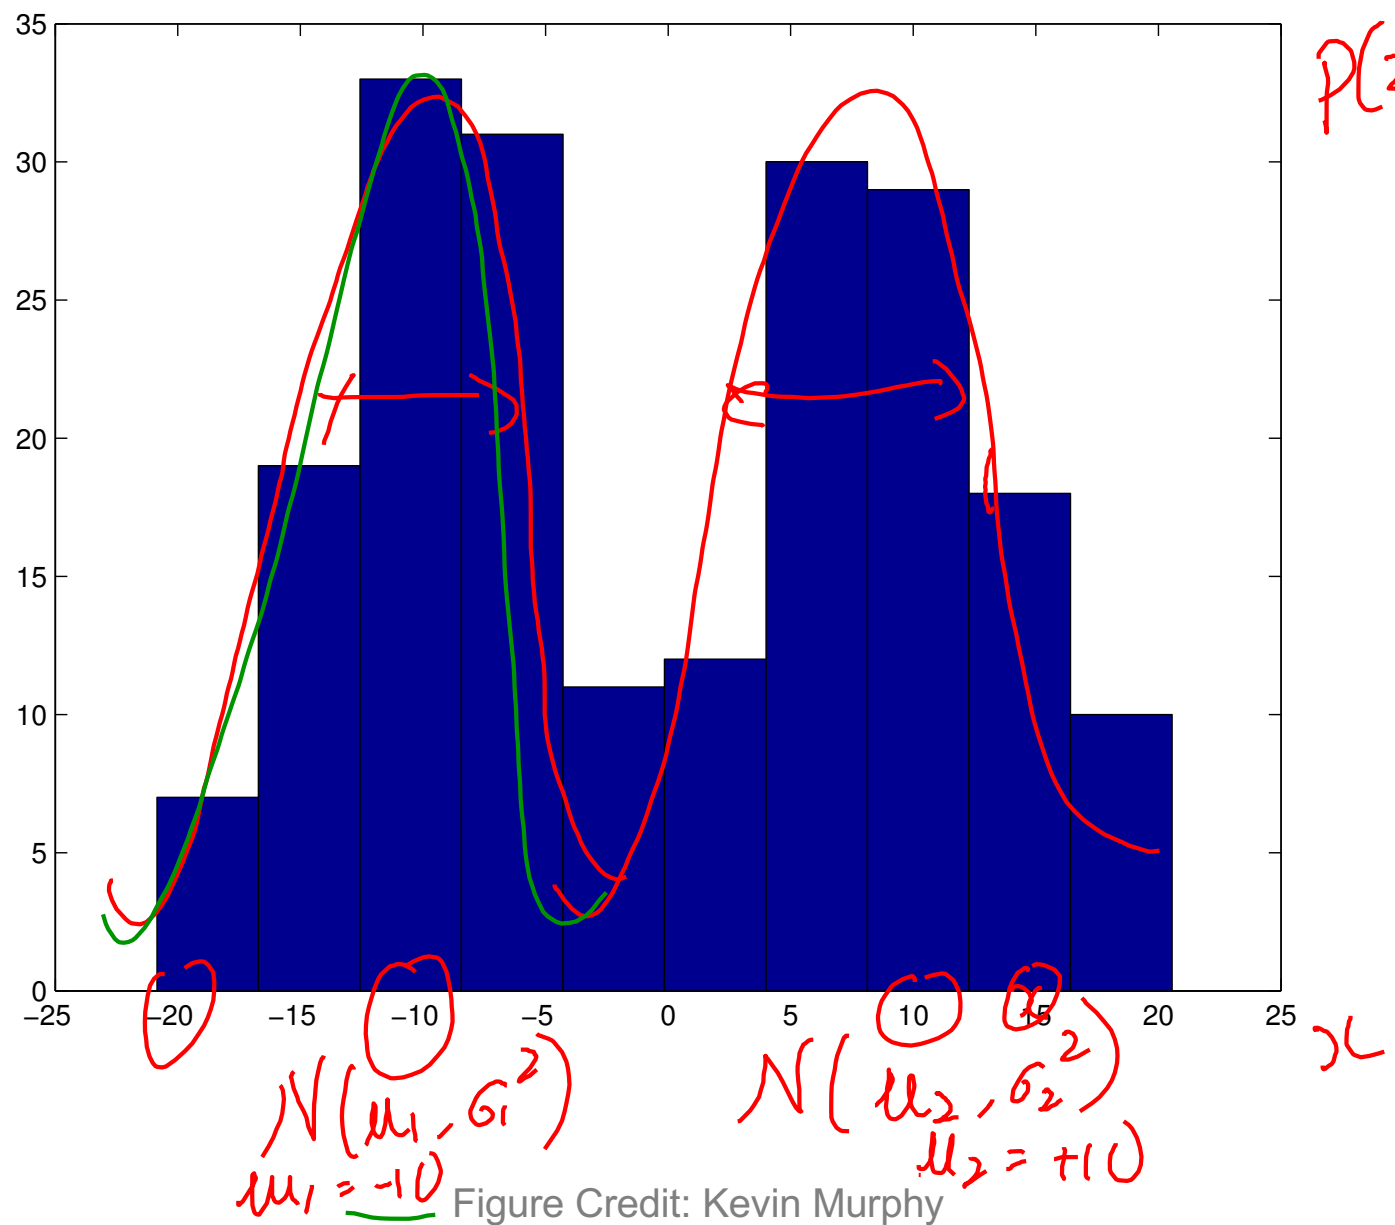 35
30
25
20
15
10
5
0
−25 −20 −15 −10 −5 0 5 10 15 20 25
p(
x
N(μ₁, σ₁²) N(μ₂, σ₂²)
μ₁ = -10 μ₂ = +10
Figure Credit: Kevin Murphy